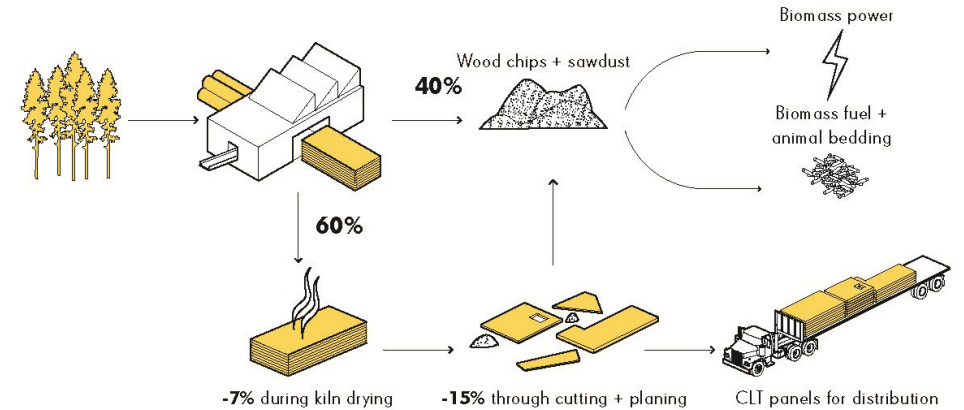 Biomass power
Wood chips + sawdust
40%
Biomass fuel +
animal bedding
60%
-7% during kiln drying
-15% through cutting + planing
CLT panels for distribution